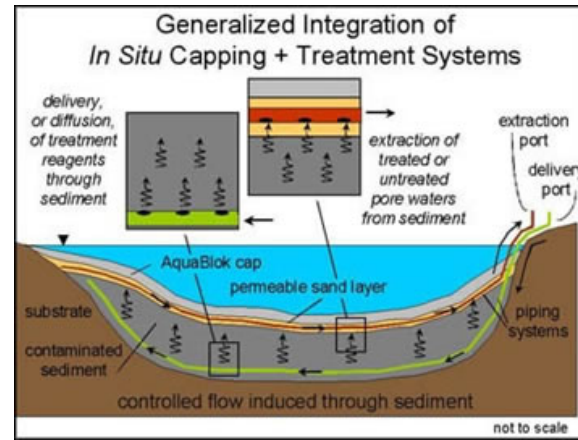 Generalized Integration of
In Situ Capping + Treatment Systems
delivery,
or diffusion,
of treatment
reagents
through
sediment
extraction of
treated or
untreated
pore waters
from sediment
extraction
port
delivery
port
AquaBlok cap
permeable sand layer
substrate
contaminated
sediment
piping
systems
controlled flow induced through sediment
not to scale